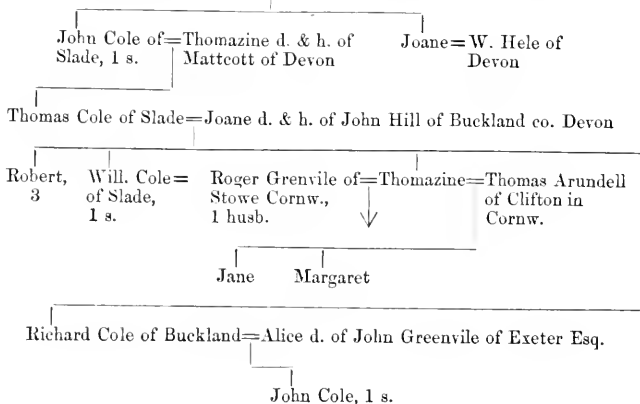 John Cole of=Thomazine d. & h. of Joane=W. Hele of
Slade, 1 s. Mattcott of Devon Devon
Thomas Cole of Slade=Joane d. & h. of John Hill of Buckland co. Devon
Robert, Will. Cole= Roger Grenvile of=Thomazine=Thomas Arundell
3 of Slade, Stowe Cornw., of Clifton in
1 s. 1 husb. Cornw.
Jane Margaret
Richard Cole of Buckland=Alice d. of John Greenvile of Exeter Esq.
John Cole, 1 s.